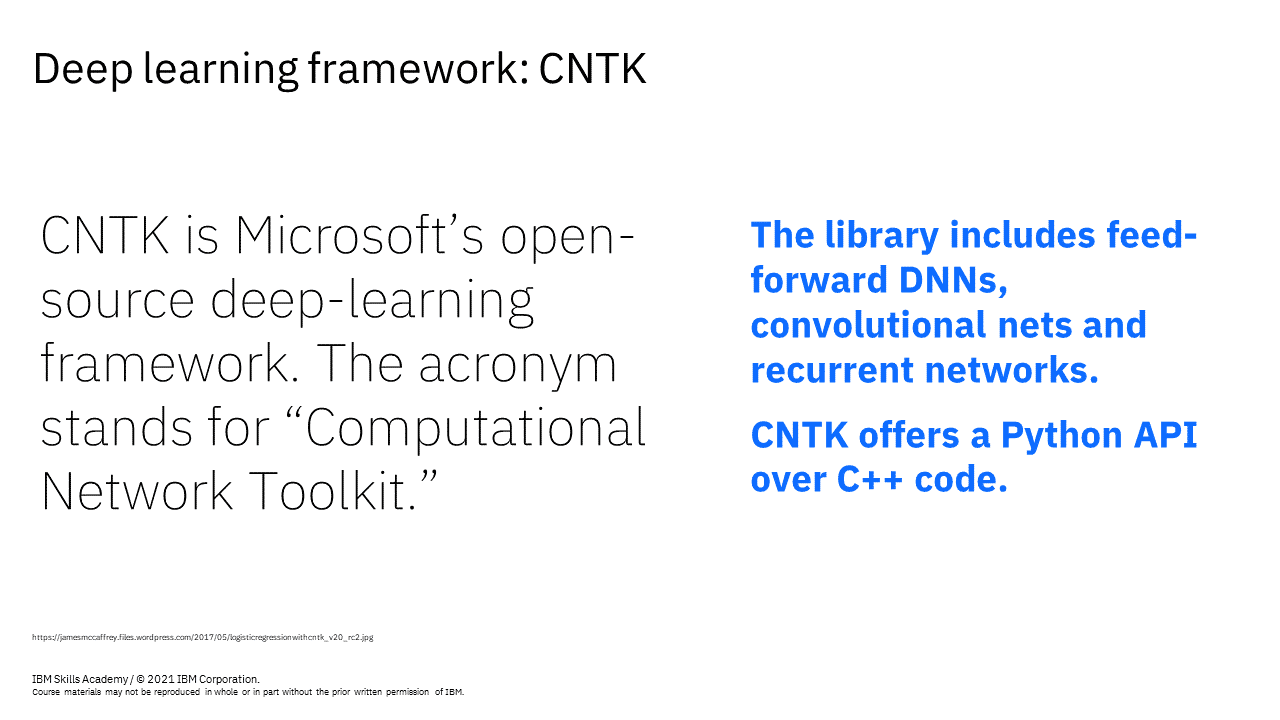 Deep learning framework: CNTK
CNTK is Microsoft’s open-
source deep-learning
framework. The acronym
stands for “Computational
Network Toolkit.”
The library includes feed-
forward DNNs,
convolutional nets and
recurrent networks.
CNTK offers a Python API
over C++ code.
https://jamesmccaffrey.files.wordpress.com/2017/05/logisticregressionwithcntk_v20_rc2.jpg
IBM Skills Academy / © 2021 IBM Corporation.
Course materials may not be reproduced in whole or in part without the prior written permission of IBM.